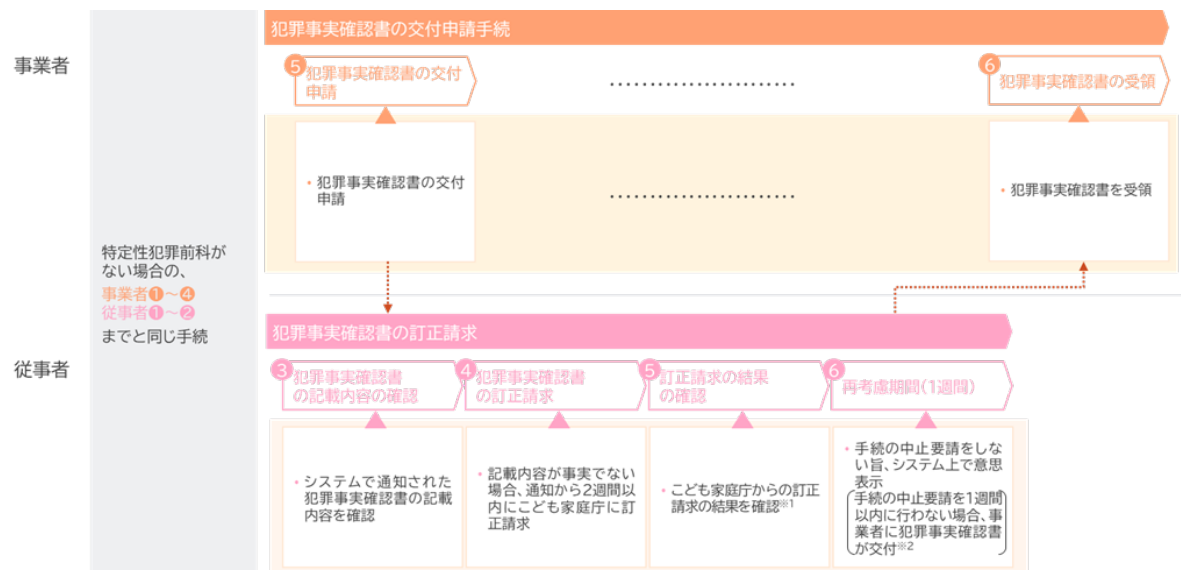 犯罪事実確認書の交付申請手続
事業者
❺
犯罪事実確認書の交付
申請
……………………
❻
犯罪事実確認書の受領
• 犯罪事実確認書の交付
申請
……………………
• 犯罪事実確認書を受領
特定性犯罪前科が
ない場合の、
事業者❶～❹
従事者❶～❷
までと同じ手続
従事者
犯罪事実確認書の訂正請求
❸
犯罪事実確認書
の記載内容の確認
❹
犯罪事実確認書
の訂正請求
❺
訂正請求の結果
の確認
❻
再考慮期間(1週間)
• システムで通知された
犯罪事実確認書の記載
内容を確認
• 記載内容が事実でない
場合、通知から2週間以
内にこども家庭庁に訂
正請求
• こども家庭庁からの訂正
請求の結果を確認※1
• 手続の中止要請をしな
い旨、システム上で意思
表示
(手続の中止要請を1週間
以内に行わない場合、事
業者に犯罪事実確認書
が交付※2)